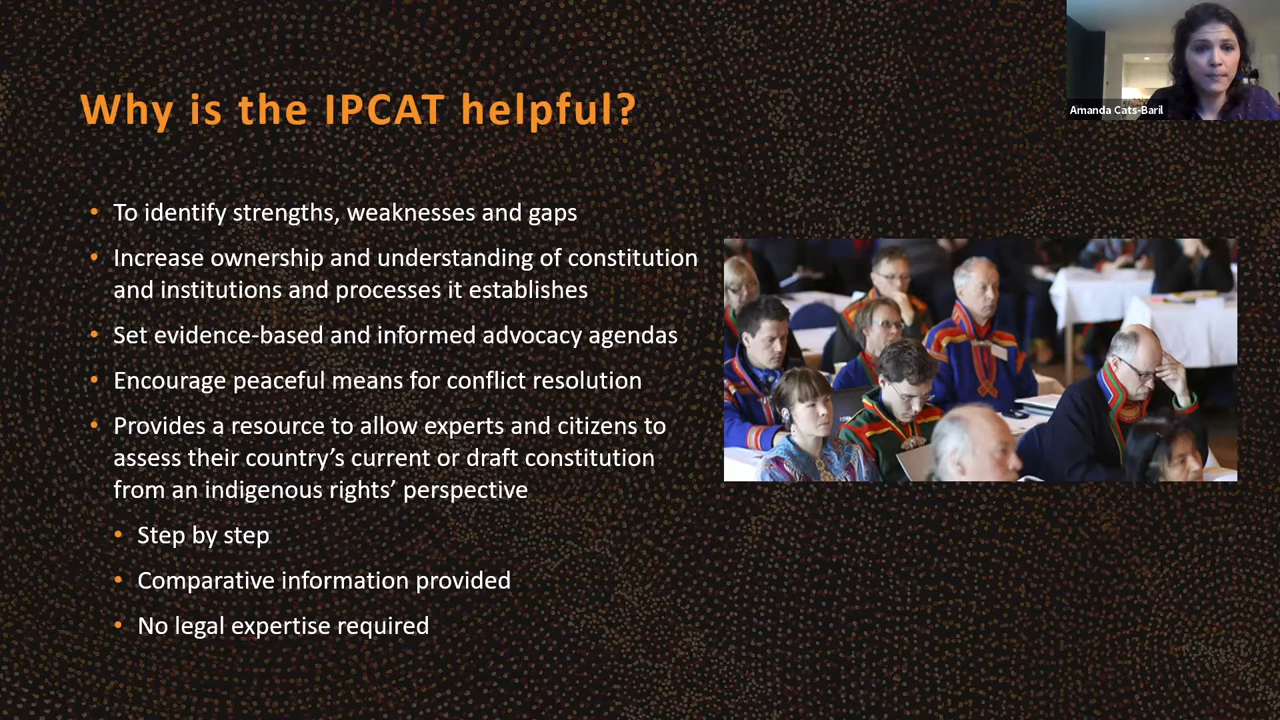 Why is the IPCAT helpful?
Amanda Cats-Baril
• To identify strengths, weaknesses and gaps
• Increase ownership and understanding of constitution
and institutions and processes it establishes
• Set evidence-based and informed advocacy agendas
• Encourage peaceful means for conflict resolution
• Provides a resource to allow experts and citizens to
assess their country’s current or draft constitution
from an indigenous rights’ perspective
• Step by step
• Comparative information provided
• No legal expertise required